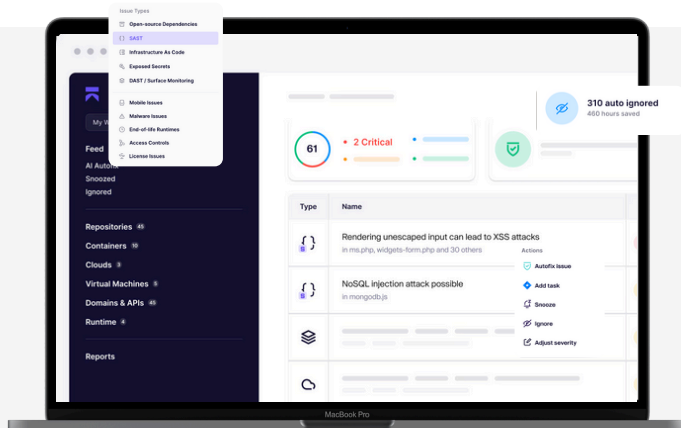 Issue Types
Open-source Dependencies
SAST
Infrastructure As Code
Exposed Secrets
DAST / Surface Monitoring
Mobile Issues
Malware Issues
End-of-life Runtimes
Access Controls
License Issues
My
Feed
AI
Snoozed
Ignored
Repositories 45
Containers 10
Clouds 3
Virtual Machines 5
Domains & APIs 45
Runtime 4
Reports
61
2 Critical
310 auto ignored
460 hours saved
Type Name
Rendering unescaped input can lead to XSS attacks
in ms.php, widgets-form.php and 30 others
NoSQL injection attack possible
in mongodb.js
Actions
Autofix Issue
Add task
Snooze
Ignore
Adjust severity
MacBook Pro